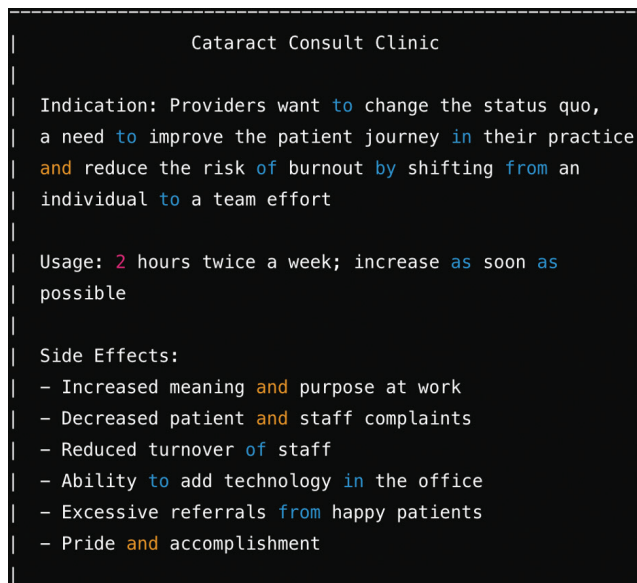 Cataract Consult Clinic
Indication: Providers want to change the status quo,
a need to improve the patient journey in their practice
and reduce the risk of burnout by shifting from an
individual to a team effort
Usage: 2 hours twice a week; increase as soon as
possible
Side Effects:
– Increased meaning and purpose at work
– Decreased patient and staff complaints
– Reduced turnover of staff
– Ability to add technology in the office
– Excessive referrals from happy patients
– Pride and accomplishment